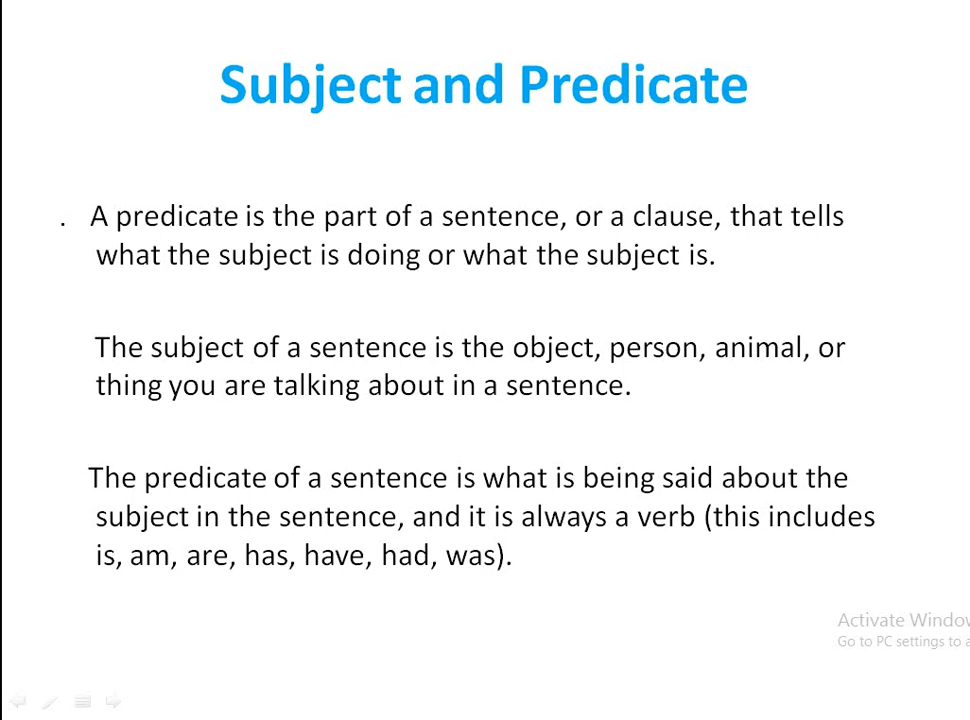 Subject and Predicate
. A predicate is the part of a sentence, or a clause, that tells
what the subject is doing or what the subject is.
The subject of a sentence is the object, person, animal, or
thing you are talking about in a sentence.
The predicate of a sentence is what is being said about the
subject in the sentence, and it is always a verb (this includes
is, am, are, has, have, had, was).
Activate Window
Go to PC settings to a